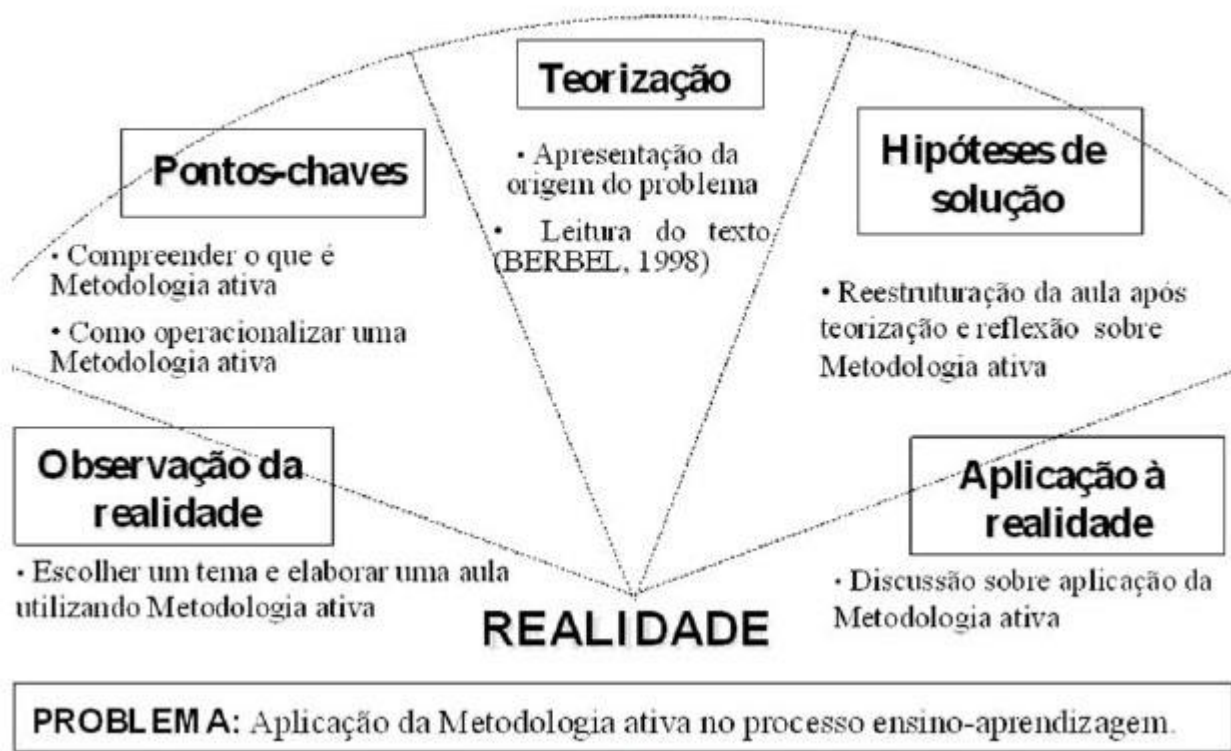 Teorização
• Apresentação da
origem do problema
• Leitura do texto
(BERBEL, 1998)
Pontos-chaves
• Compreender o que é
Metodologia ativa
• Como operacionalizar uma
Metodologia ativa
Hipóteses de
solução
• Reestruturação da aula após
teorização e reflexão sobre
Metodologia ativa
Observação da
realidade
• Escolher um tema e elaborar uma aula
utilizando Metodologia ativa
Aplicação à
realidade
• Discussão sobre aplicação da
Metodologia ativa
REALIDADE
PROBLEMA: Aplicação da Metodologia ativa no processo ensino-aprendizagem.